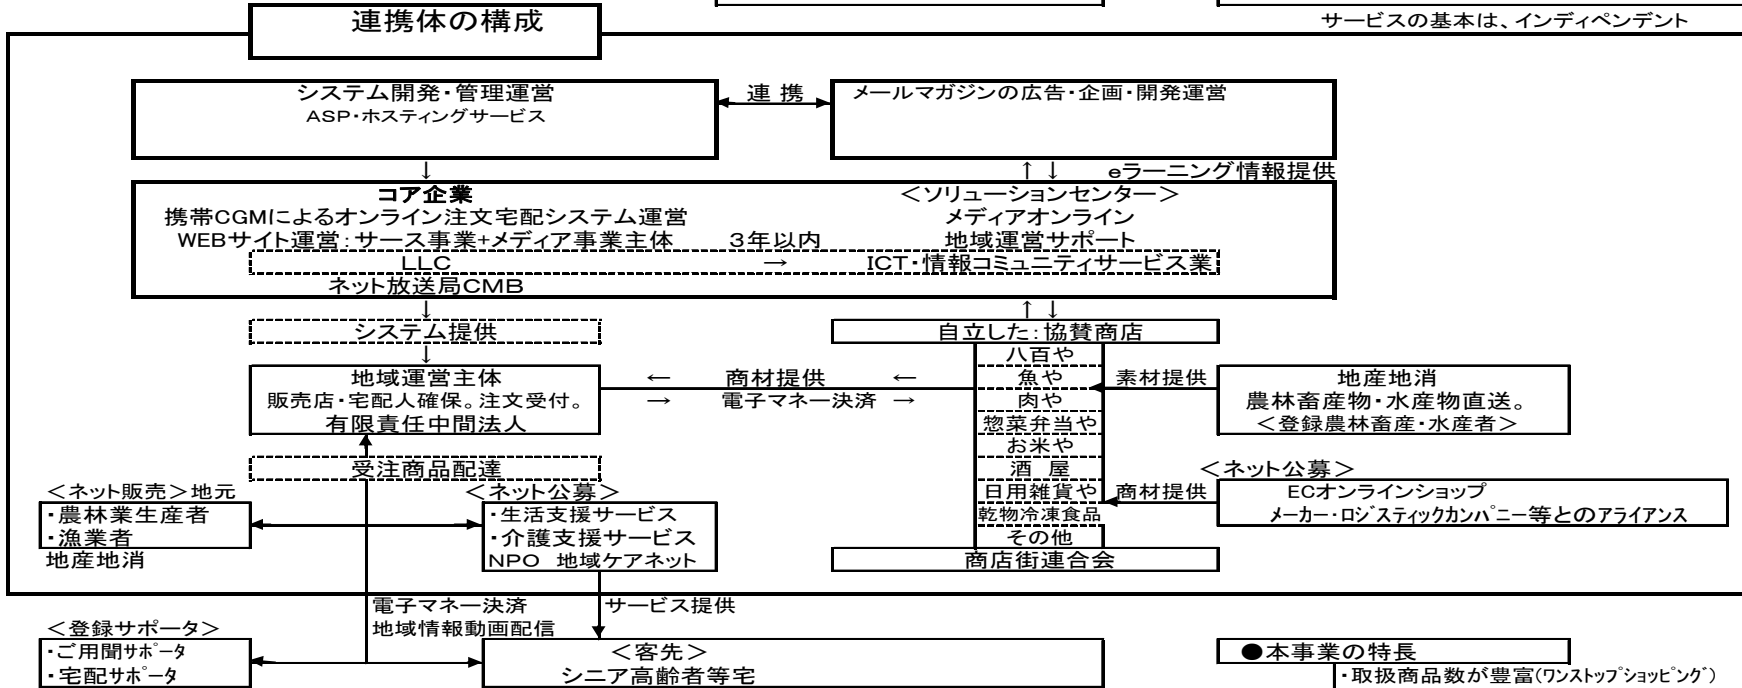 連携体の構成
サービスの基本は、インディペンデント
システム開発・管理運営
ASP・ホスティングサービス
連 携
メールマガジンの広告・企画・開発運営
↓
↑ ↓ eラーニング情報提供
コア企業
携帯CGMによるオンライン注文宅配システム運営
WEBサイト運営：サース事業+メディア事業主体
3年以内
LLC
→
ネット放送局CMB
＜ソリューションセンター＞
メディアオンライン
地域運営サポート
ICT・情報コミュニティサービス業
↓
↑ ↓
システム提供
↓
自立した：協賛商店
八百や
魚や
肉や
惣菜弁当や
お米や
酒 屋
日用雑貨や
乾物冷凍食品
その他
商店街連合会
地域運営主体
販売店・宅配人確保。注文受付。
有限責任中間法人
← 商材提供 ←
→ 電子マネー決済 →
素材提供
地産地消
農林畜産物・水産物直送。
＜登録農林畜産・水産者＞
受注商品配達
＜ネット販売＞地元
・農林業生産者
・漁業者
地産地消
＜ネット公募＞
・生活支援サービス
・介護支援サービス
NPO 地域ケアネット
商材提供
＜ネット公募＞
ECオンラインショップ
メーカー・ロジスティックカンパニー等とのアライアンス
電子マネー決済
地域情報動画配信
サービス提供
＜登録サポータ＞
・ご用聞サポータ
・宅配サポータ
＜客先＞
シニア高齢者等宅
●本事業の特長
・取扱商品数が豊富(ワンストップショッピング)